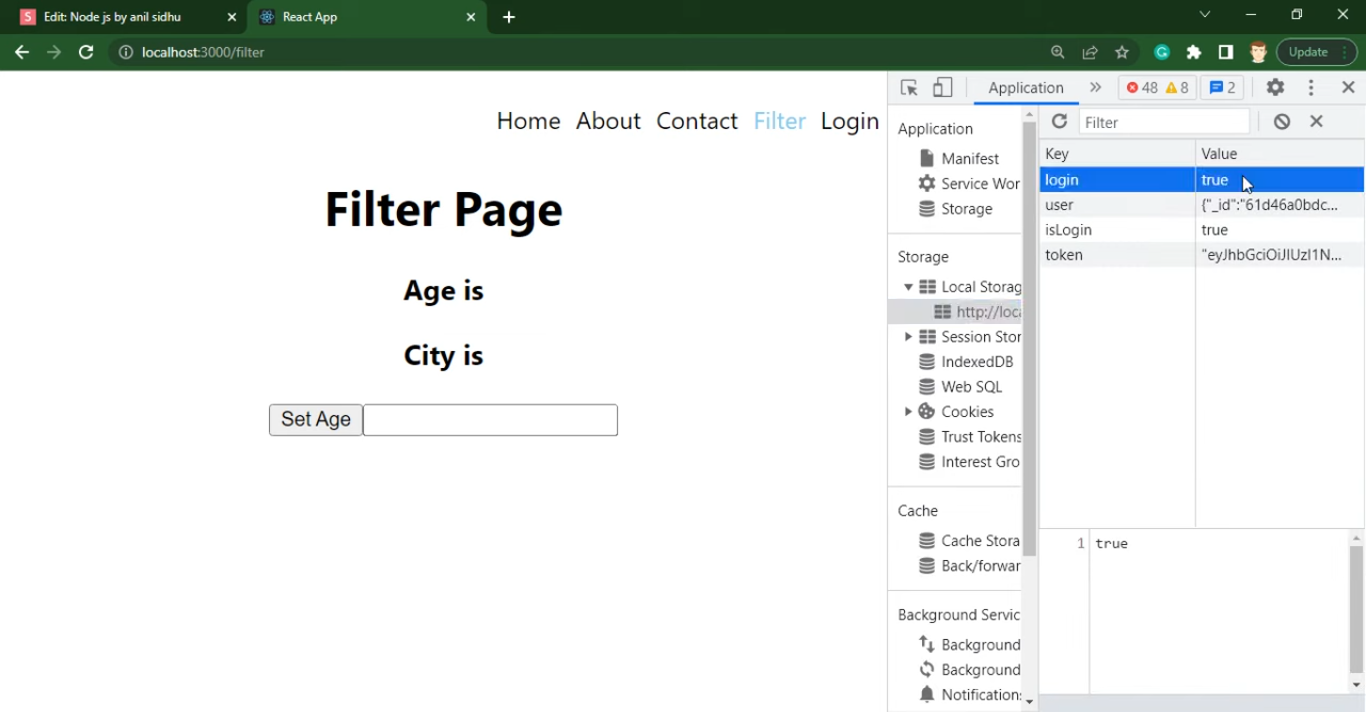 Edit: Node js by anil sidhu
React App
localhost:3000/filter
Update
Home About Contact Filter Login
Filter Page
Age is
City is
Set Age
Application
48 8 2
Application
Manifest
Service Wor
Storage
Storage
Local Storag
http://loca
Session Stor
IndexedDB
Web SQL
Cookies
Trust Tokens
Interest Gro
Cache
Cache Stora
Back/forwar
Background Servic
Background
Background
Notification
Filter
Key Value
login true
user {"_id":"61d46a0bdc...
isLogin true
token "eyJhbGciOiJIUzI1N...
1 true